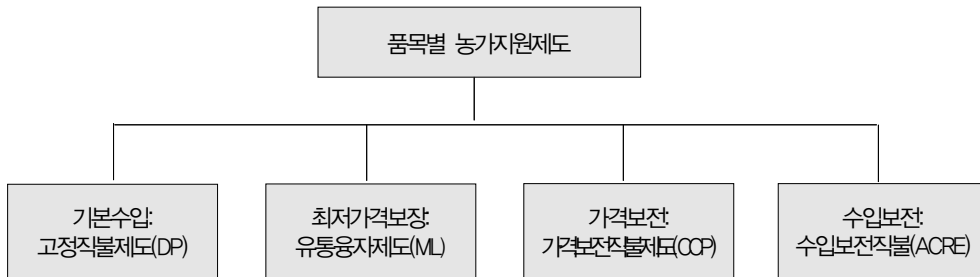 품목별 농가지원제도
기본수입:
고정직불제도(DP)
최저가격보장:
유통융자제도(ML)
가격보전:
가격보전직불제도(CCP)
수입보전:
수입보전직불(ACRE)